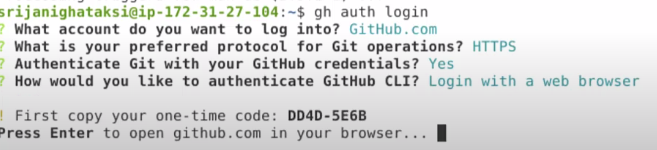 srijanighataksi@ip-172-31-27-104:~$ gh auth login
? What account do you want to log into? GitHub.com
? What is your preferred protocol for Git operations? HTTPS
? Authenticate Git with your GitHub credentials? Yes
? How would you like to authenticate GitHub CLI? Login with a web browser
! First copy your one-time code: DD4D-5E6B
Press Enter to open github.com in your browser...